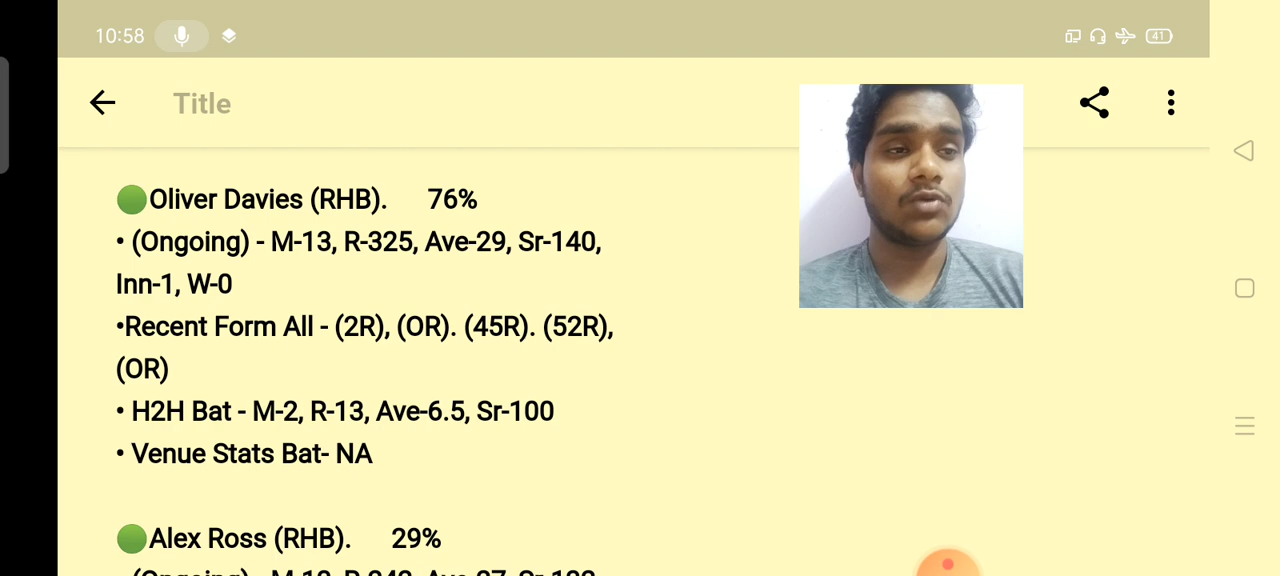 10:58
41
Title
Oliver Davies (RHB). 76%
• (Ongoing) - M-13, R-325, Ave-29, Sr-140,
Inn-1, W-0
•Recent Form All - (2R), (OR). (45R). (52R),
(OR)
• H2H Bat - M-2, R-13, Ave-6.5, Sr-100
• Venue Stats Bat- NA
Alex Ross (RHB). 29%